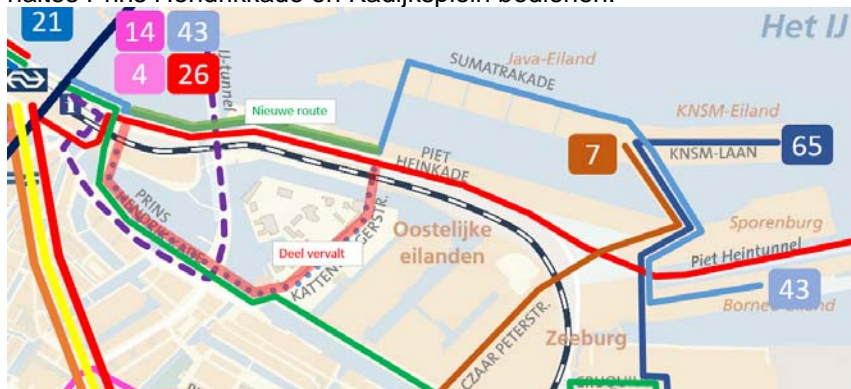 haltes Prins Hendrikkade en Kadijksplein bedienen.
21
14
43
4
26
IJ-tunnel
Het IJ
Java-Eiland
SUMATRAKADE
Nieuwe route
KNSM-Eiland
KNSM-LAAN
65
7
PIET
HEINKADE
PRINS
HENDRIKKADE
Deel vervalt
KATTENBURGERSTR.
Oostelijke
eilanden
Sporenburg
Piet Heintunnel
43
Borneo-Eiland
Zeeburg
CZAAR PETERSTR.